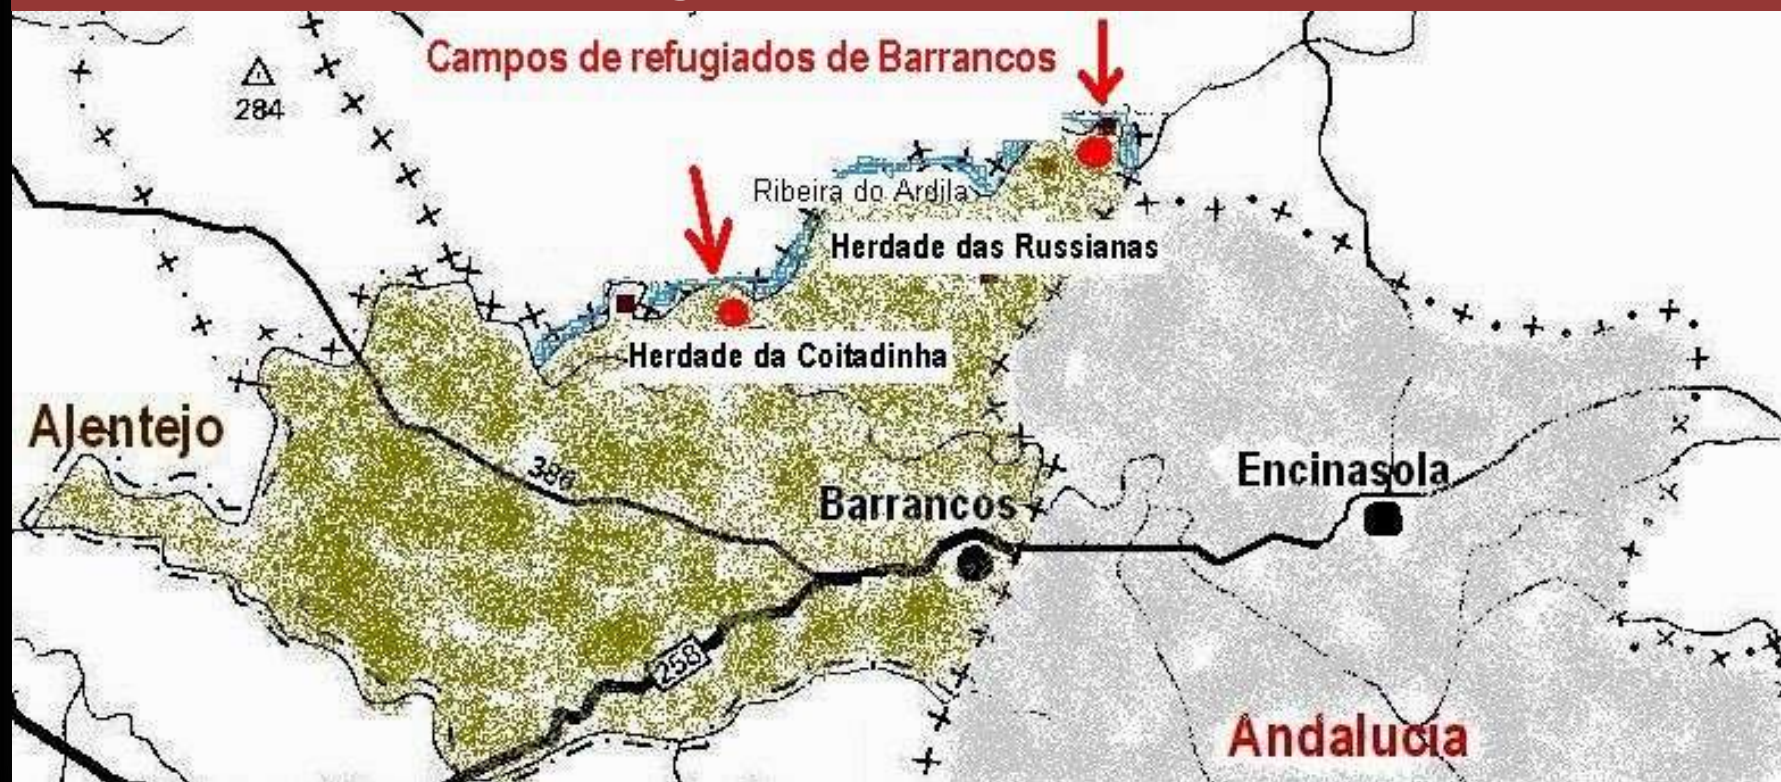 Campos de refugiados de Barrancos
284
Ribeira do Ardila
Herdade das Russianas
Herdade da Coitadinha
Alentejo
386
Encinasola
Barrancos
258
Andalucía